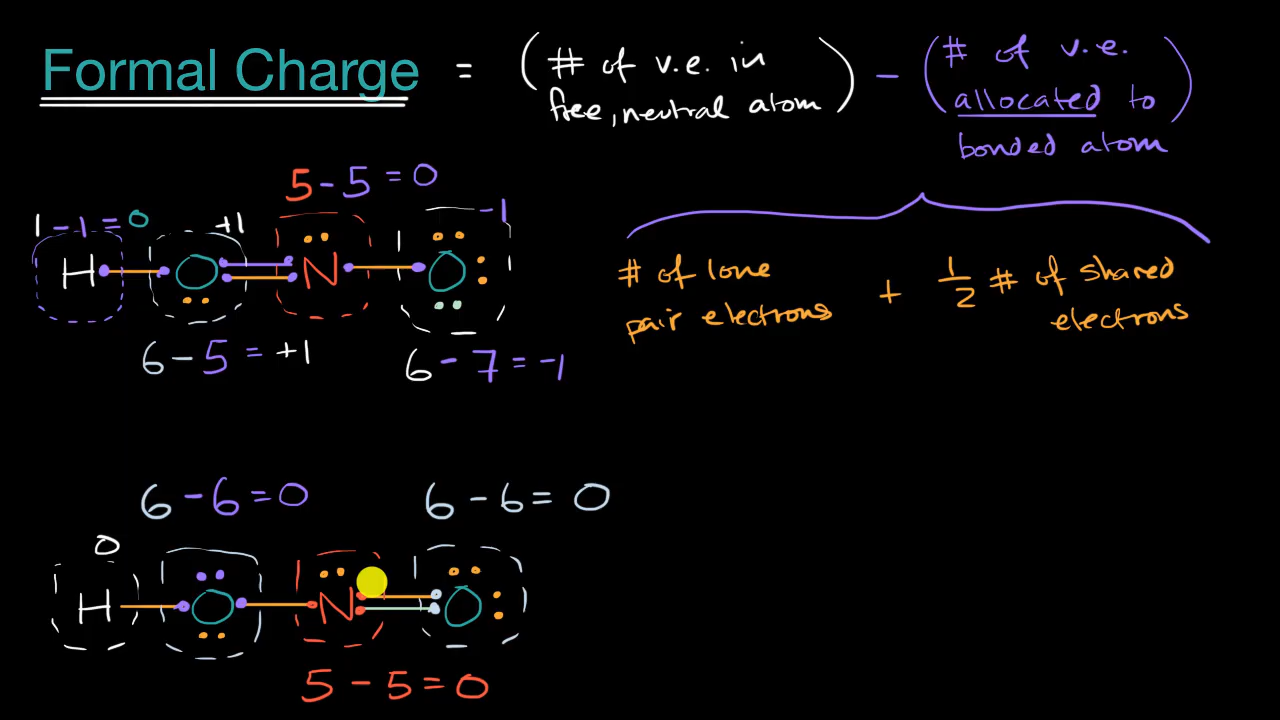 Formal Charge = (# of v.e. in free, neutral atom) - (# of v.e. allocated to bonded atom)
# of lone pair electrons + 1/2 # of shared electrons
5 - 5 = 0
1 - 1 = 0
+1
-1
H O N O
6 - 5 = +1
6 - 7 = -1
6 - 6 = 0
6 - 6 = 0
0
H O N O
5 - 5 = 0